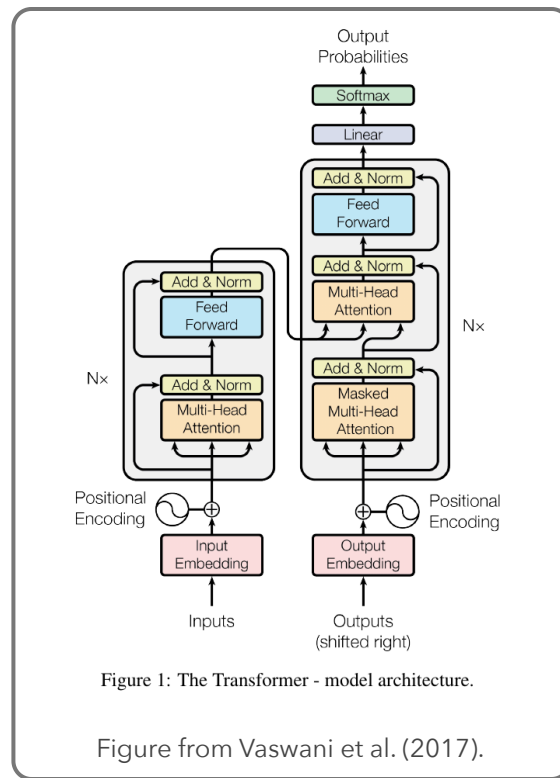 Output
Probabilities
Softmax
Linear
Add & Norm
Feed
Forward
Add & Norm
Multi-Head
Attention
Add & Norm
Masked
Multi-Head
Attention
Nx
Add & Norm
Feed
Forward
Add & Norm
Multi-Head
Attention
Nx
Positional
Encoding
Positional
Encoding
Input
Embedding
Output
Embedding
Inputs
Outputs
(shifted right)
Figure 1: The Transformer - model architecture.
Figure from Vaswani et al. (2017).